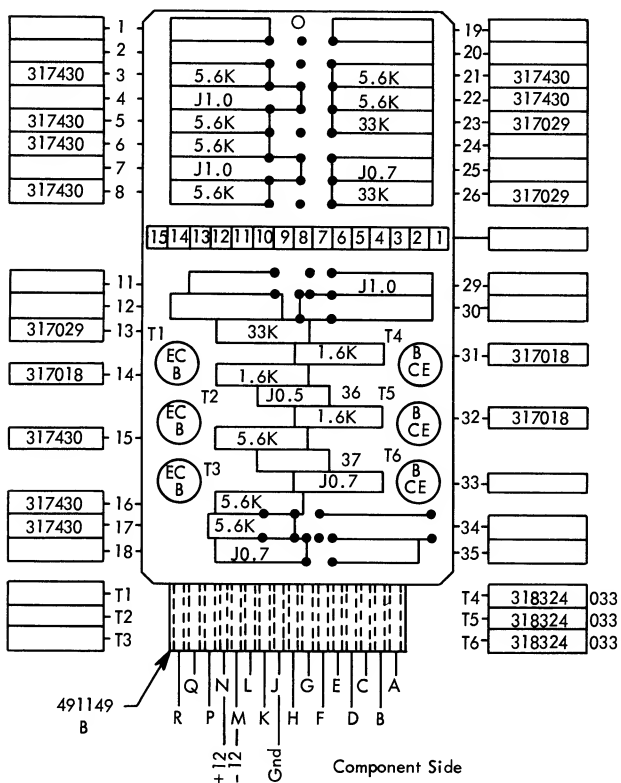 1 19
2 20
317430 3 5.6K 5.6K 21 317430
4 J1.0 5.6K 22 317430
317430 5 5.6K 33K 23 317029
317430 6 5.6K 24
7 J1.0 J0.7 25
317430 8 5.6K 33K 26 317029
15 14 13 12 11 10 9 8 7 6 5 4 3 2 1
11 J1.0 29
12 30
317029 13 T1 33K T4
EC B 1.6K B CE 31 317018
317018 14 1.6K
T2 J0.5 36 T5
EC B 1.6K B CE 32 317018
317430 15 5.6K
T3 37 T6
EC B J0.7 B CE 33
317430 16 5.6K
317430 17 5.6K 34
18 J0.7 35
T1 T4 318324 033
T2 T5 318324 033
T3 T6 318324 033
Q N L J G E C A
491149 B
R P M K H F D B
+12 -12 Gnd
Component Side